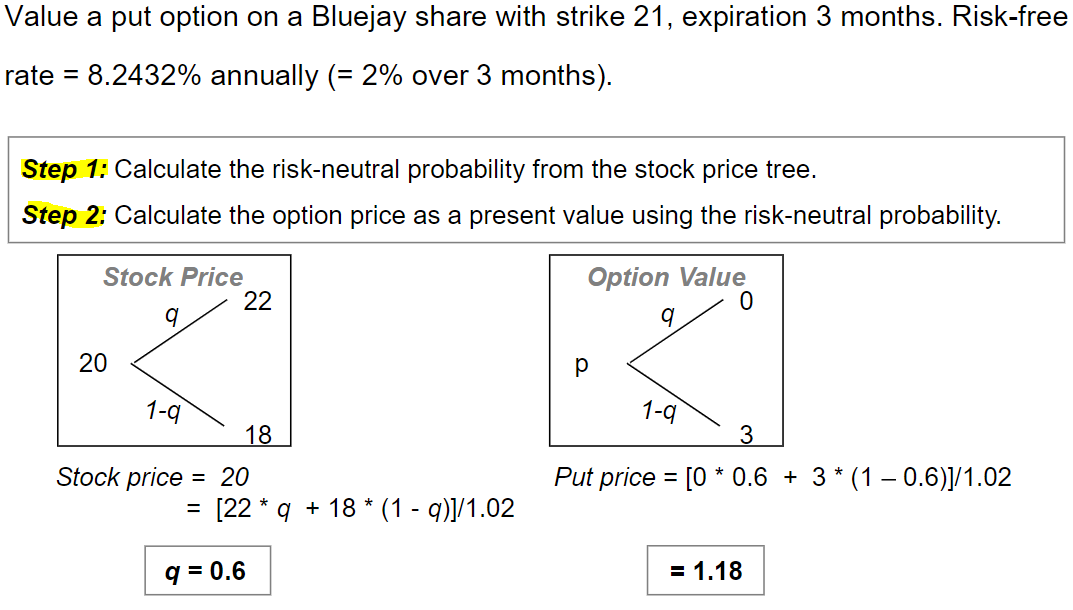 Value a put option on a Bluejay share with strike 21, expiration 3 months. Risk-free
rate = 8.2432% annually (= 2% over 3 months).
Step 1: Calculate the risk-neutral probability from the stock price tree.
Step 2: Calculate the option price as a present value using the risk-neutral probability.
Stock Price
22
q
20
1-q
18
Stock price = 20
= [22 * q + 18 * (1 - q)]/1.02
q = 0.6
Option Value
0
q
p
1-q
3
Put price = [0 * 0.6 + 3 * (1 – 0.6)]/1.02
= 1.18